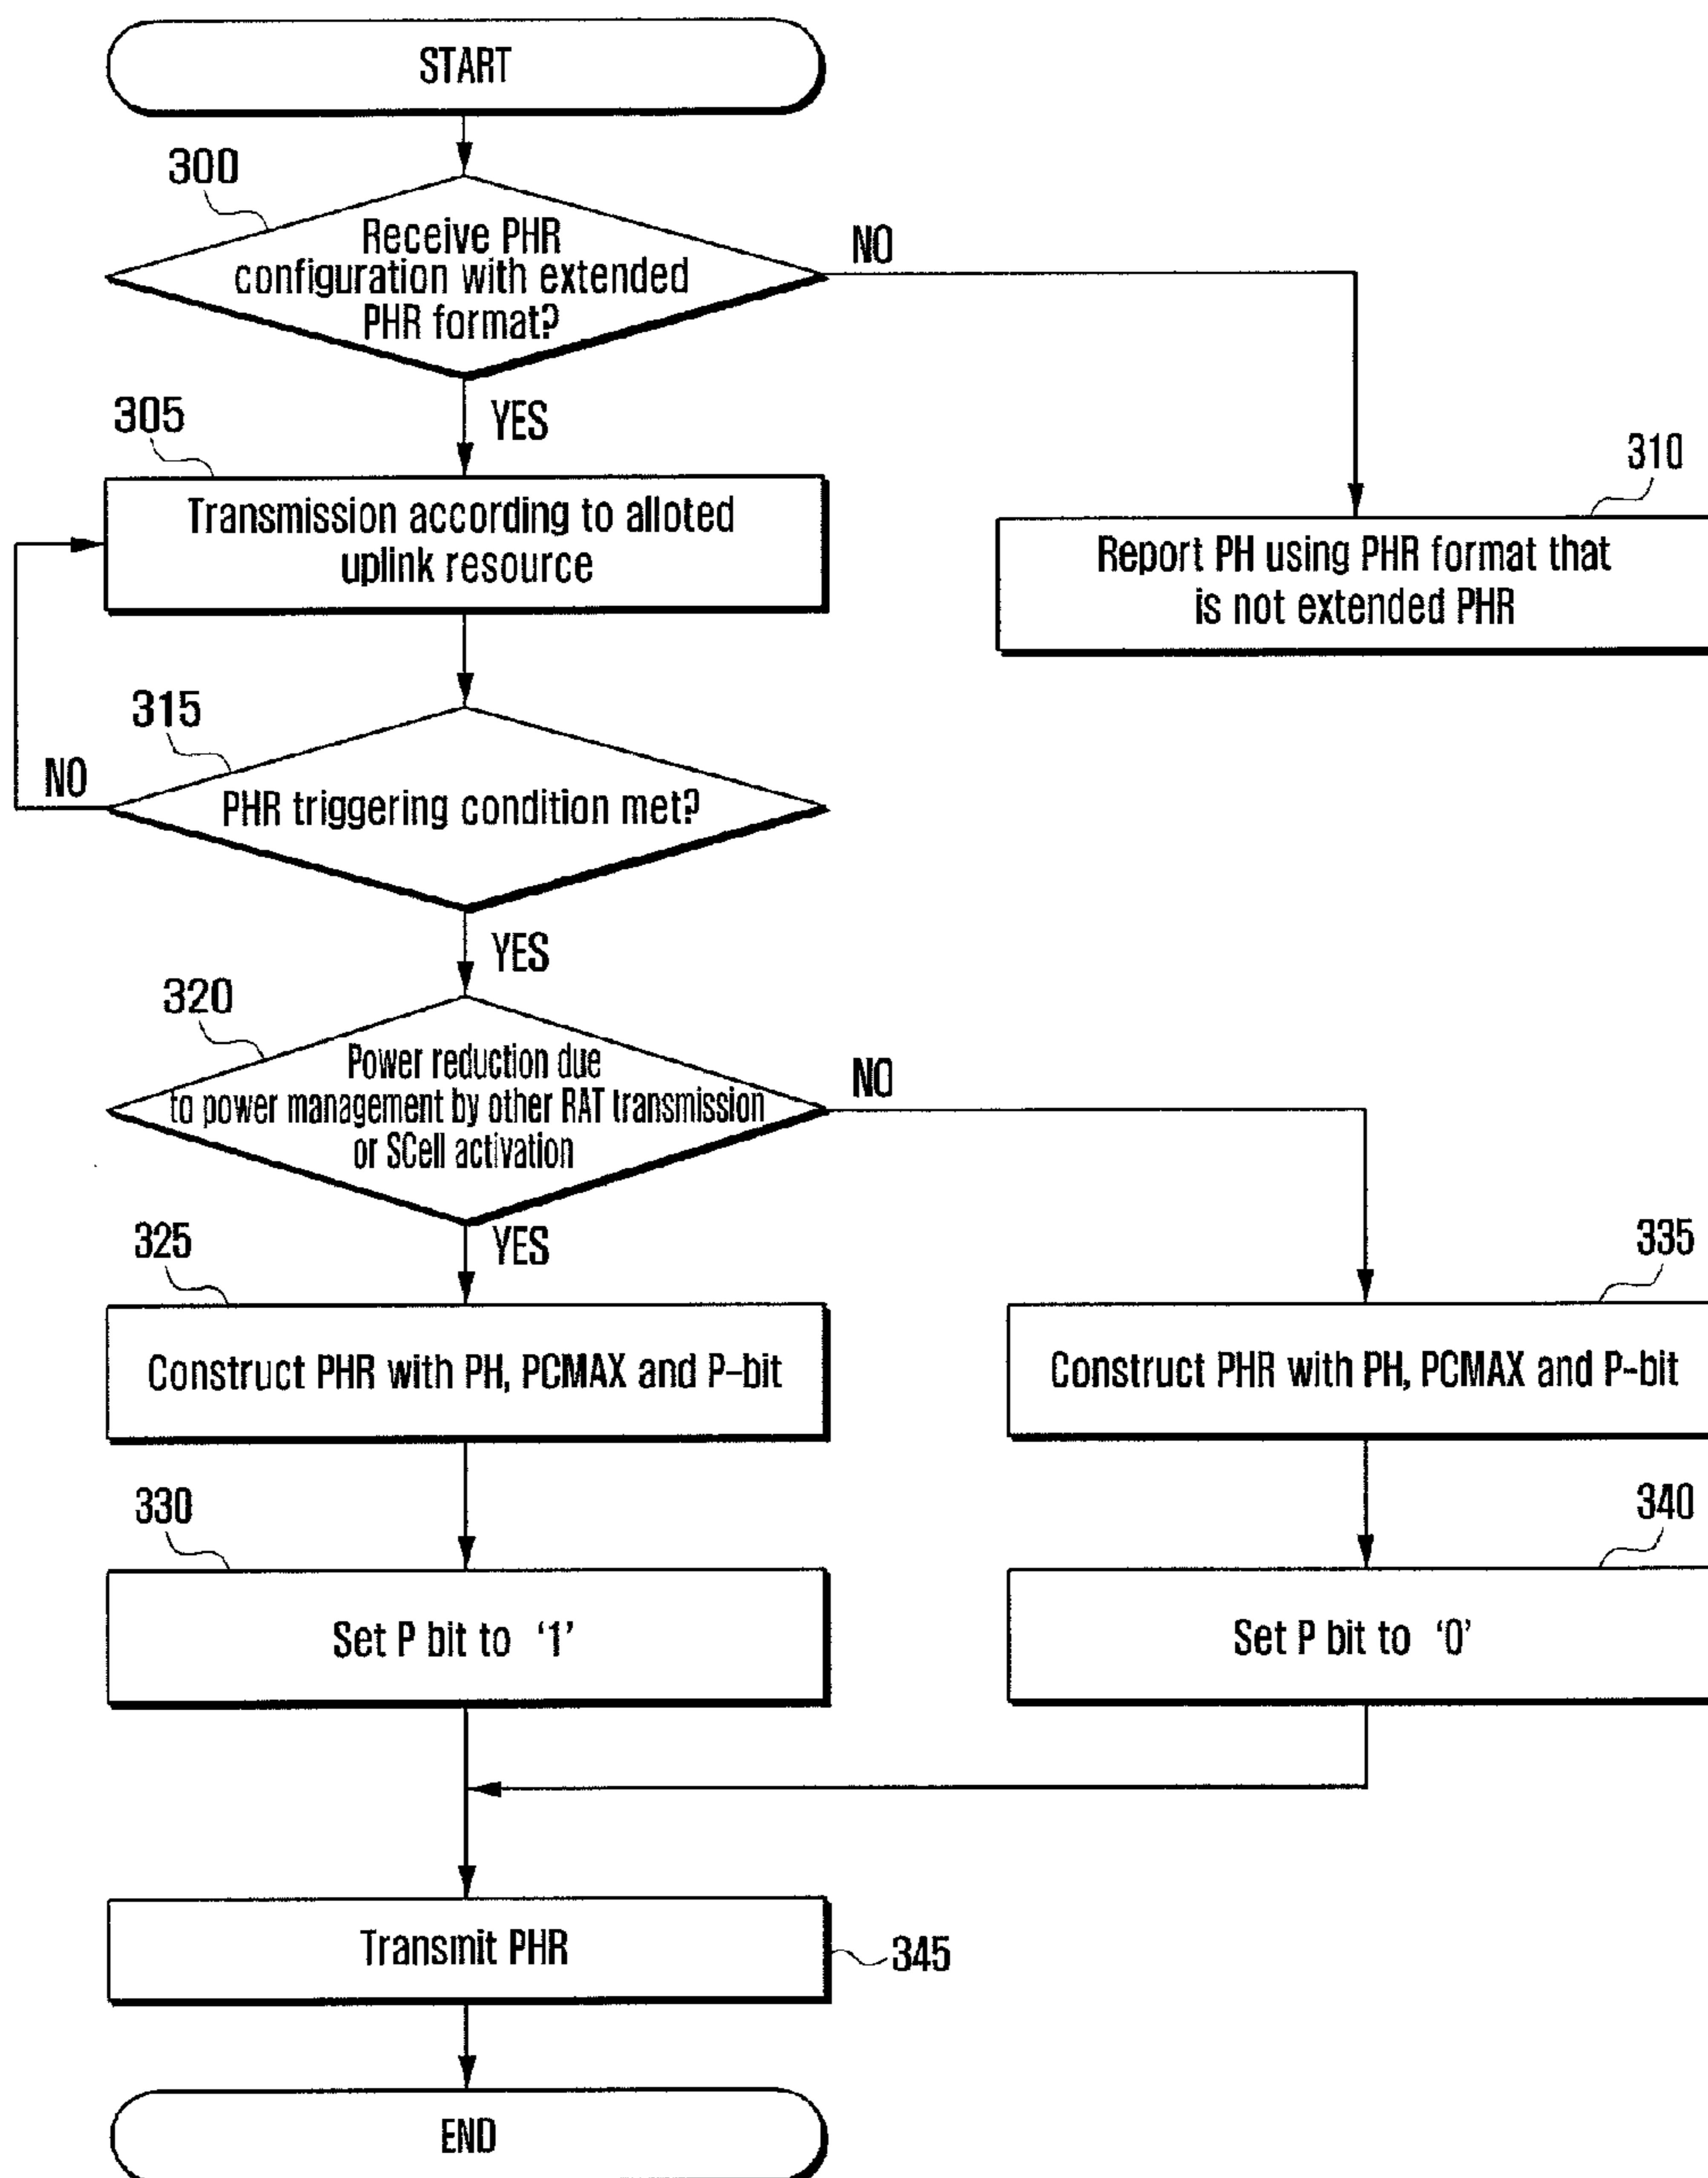 START
300
Receive PHR
configuration with extended
PHR format?
NO
YES
305
Transmission according to alloted
uplink resource
310
Report PH using PHR format that
is not extended PHR
315
NO
PHR triggering condition met?
YES
320
Power reduction due
to power management by other RAT transmission
or SCell activation
NO
YES
325
Construct PHR with PH, PCMAX and P-bit
335
Construct PHR with PH, PCMAX and P-bit
330
Set P bit to '1'
340
Set P bit to '0'
Transmit PHR
345
END